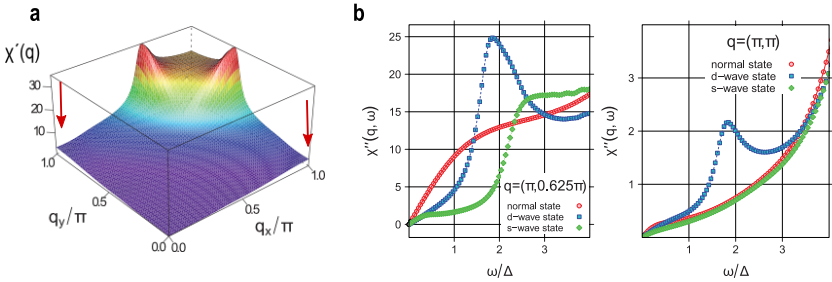 a
χ′(q)
30
20
10
1.0
0.5
0.0
0.0
0.5
1.0
qy/π
qx/π
b
χ″(q, ω)
25
20
15
10
5
0
1
2
3
ω/Δ
q=(π,0.625π)
normal state
d-wave state
s-wave state
χ″(q, ω)
3
2
1
1
2
3
ω/Δ
q=(π,π)
normal state
d-wave state
s-wave state